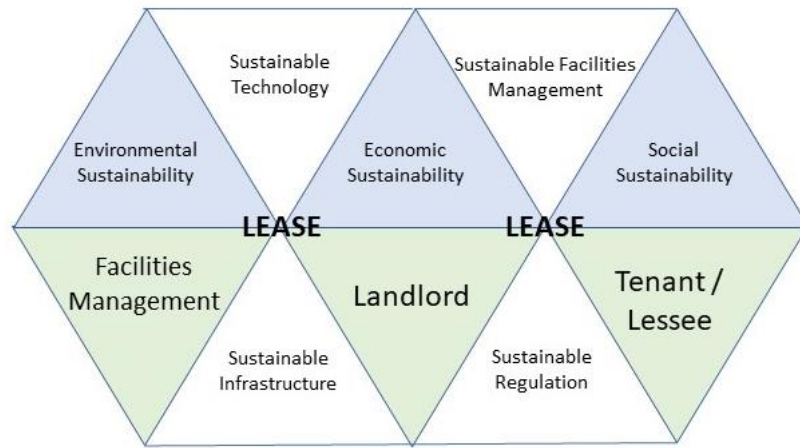 Sustainable
Technology
Sustainable Facilities
Management
Environmental
Sustainability
Economic
Sustainability
Social
Sustainability
LEASE
LEASE
Facilities
Management
Landlord
Tenant /
Lessee
Sustainable
Infrastructure
Sustainable
Regulation